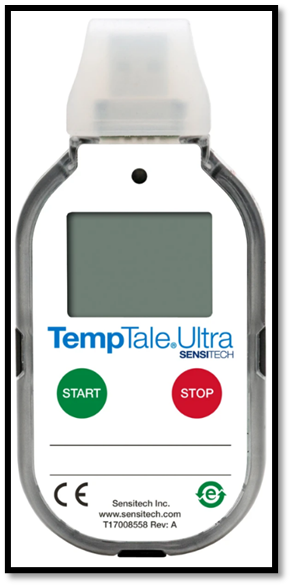 TempTale®Ultra
SENSITECH
START STOP
CE e
Sensitech Inc.
www.sensitech.com
T17008558 Rev: A